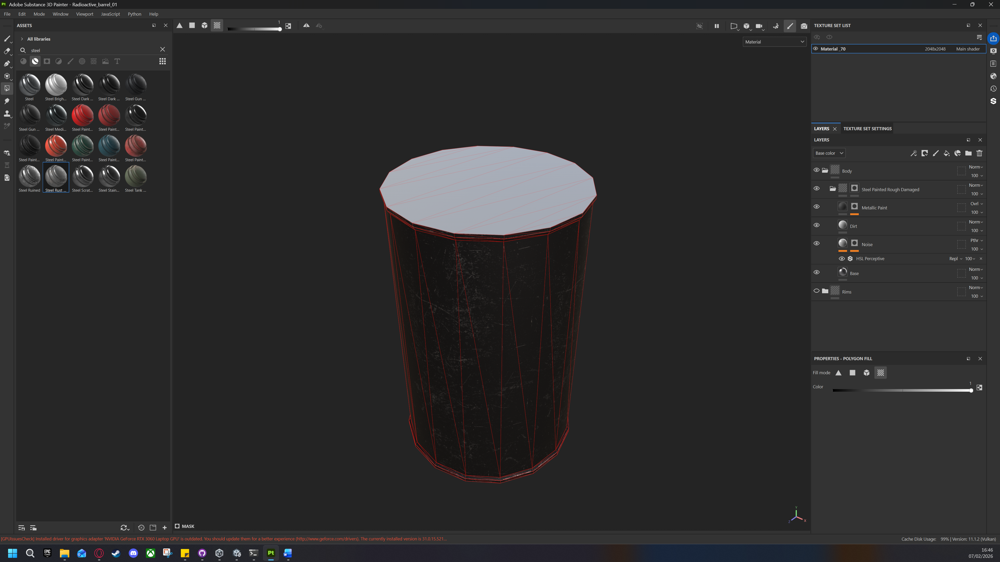 Pt Adobe Substance 3D Painter - Radioactive_barrel_01
File Edit Mode Window Viewport JavaScript Python Help
ASSETS
All libraries
steel
Steel Steel Brigh... Steel Dark ... Steel Dark ... Steel Gun ...
Steel Gun ... Steel Medi... Steel Paint... Steel Paint... Steel Paint...
Steel Paint... Steel Paint... Steel Paint... Steel Paint... Steel Paint...
Steel Ruined Steel Rust ... Steel Scrat... Steel Stain... Steel Tank ...
1
Material
Y
X
Z
MASK
TEXTURE SET LIST
Material _70 2048x2048 Main shader
LAYERS TEXTURE SET SETTINGS
LAYERS
Base color
Body Norm
100
Steel Painted Rough Damaged Norm
100
Metallic Paint Ovrl
100
Dirt Norm
100
Noise Pthr
100
HSL Perceptive Repl 100
Base Norm
100
Rims Norm
100
PROPERTIES - POLYGON FILL
Fill mode
Color 1
[GPUIssuesCheck] Installed driver for graphics adapter 'NVIDIA GeForce RTX 3060 Laptop GPU' is outdated. You should update them for a better experience (http://www.geforce.com/drivers). The currently installed version is 31.0.15.521...
Cache Disk Usage: 99% | Version: 11.1.2 (Vulkan)
EPIC GAMES
Pt
16:46
07/02/2026